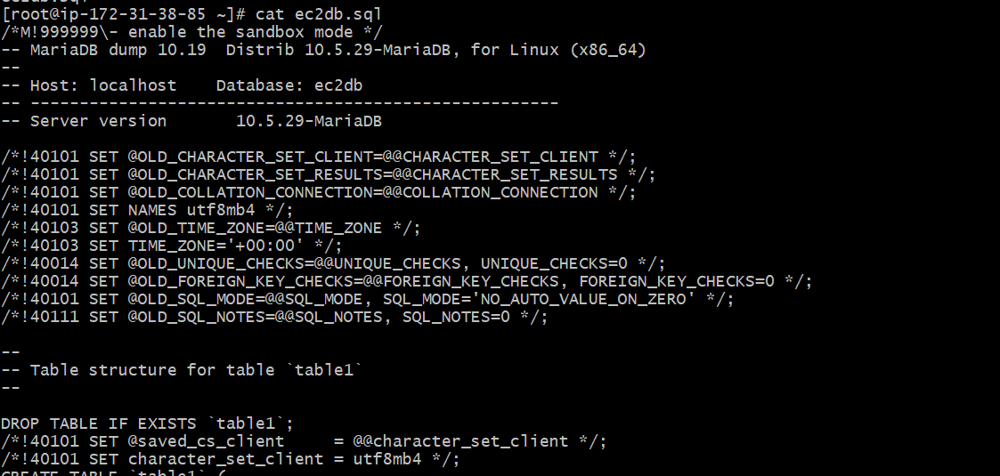 [root@ip-172-31-38-85 ~]# cat ec2db.sql
/*M!999999\- enable the sandbox mode */
-- MariaDB dump 10.19  Distrib 10.5.29-MariaDB, for Linux (x86_64)
--
-- Host: localhost    Database: ec2db
-- ------------------------------------------------------
-- Server version       10.5.29-MariaDB

/*!40101 SET @OLD_CHARACTER_SET_CLIENT=@@CHARACTER_SET_CLIENT */;
/*!40101 SET @OLD_CHARACTER_SET_RESULTS=@@CHARACTER_SET_RESULTS */;
/*!40101 SET @OLD_COLLATION_CONNECTION=@@COLLATION_CONNECTION */;
/*!40101 SET NAMES utf8mb4 */;
/*!40103 SET @OLD_TIME_ZONE=@@TIME_ZONE */;
/*!40103 SET TIME_ZONE='+00:00' */;
/*!40014 SET @OLD_UNIQUE_CHECKS=@@UNIQUE_CHECKS, UNIQUE_CHECKS=0 */;
/*!40014 SET @OLD_FOREIGN_KEY_CHECKS=@@FOREIGN_KEY_CHECKS, FOREIGN_KEY_CHECKS=0 */;
/*!40101 SET @OLD_SQL_MODE=@@SQL_MODE, SQL_MODE='NO_AUTO_VALUE_ON_ZERO' */;
/*!40111 SET @OLD_SQL_NOTES=@@SQL_NOTES, SQL_NOTES=0 */;

--
-- Table structure for table `table1`
--

DROP TABLE IF EXISTS `table1`;
/*!40101 SET @saved_cs_client     = @@character_set_client */;
/*!40101 SET character_set_client = utf8mb4 */;
CREATE TABLE `table1` (